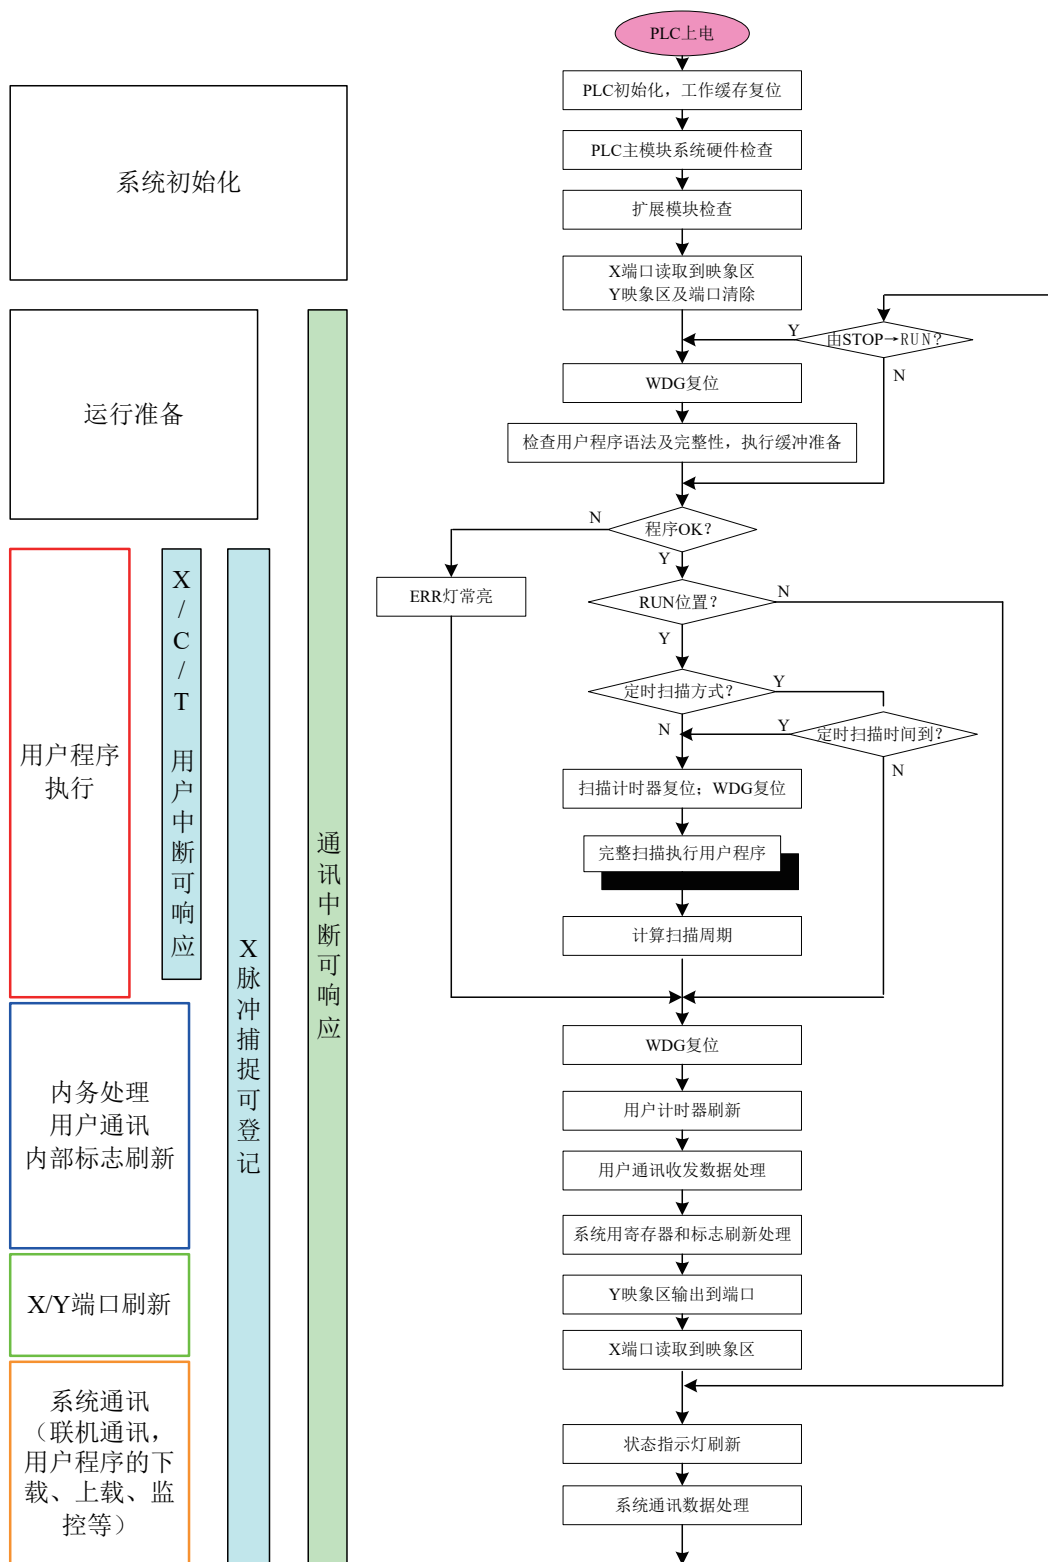 PLC上电
PLC初始化，工作缓存复位
PLC主模块系统硬件检查
扩展模块检查
X端口读取到映象区
Y映象区及端口清除
Y
由STOP→RUN？
N
WDG复位
检查用户程序语法及完整性，执行缓冲准备
N
程序OK？
Y
ERR灯常亮
RUN位置？
N
Y
定时扫描方式？
Y
N
Y
定时扫描时间到？
N
扫描计时器复位；WDG复位
完整扫描执行用户程序
计算扫描周期
WDG复位
用户计时器刷新
用户通讯收发数据处理
系统用寄存器和标志刷新处理
Y映象区输出到端口
X端口读取到映象区
状态指示灯刷新
系统通讯数据处理
系统初始化
运行准备
用户程序
执行
X/C/T 用户中断可响应
X脉冲捕捉可登记
通讯中断可响应
内务处理
用户通讯
内部标志刷新
X/Y端口刷新
系统通讯
（联机通讯，
用户程序的下
载、上载、监
控等）